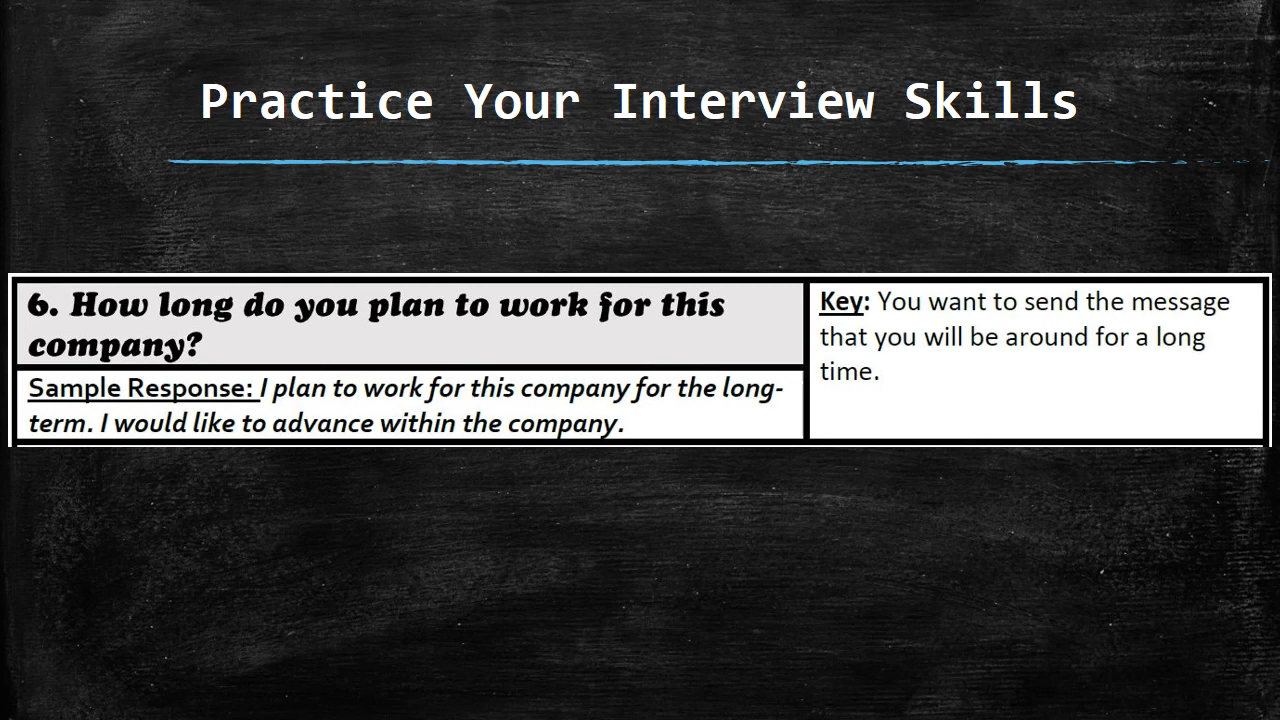 Practice Your Interview Skills
6. How long do you plan to work for this
company?
Sample Response: I plan to work for this company for the long-
term. I would like to advance within the company.
Key: You want to send the message
that you will be around for a long
time.